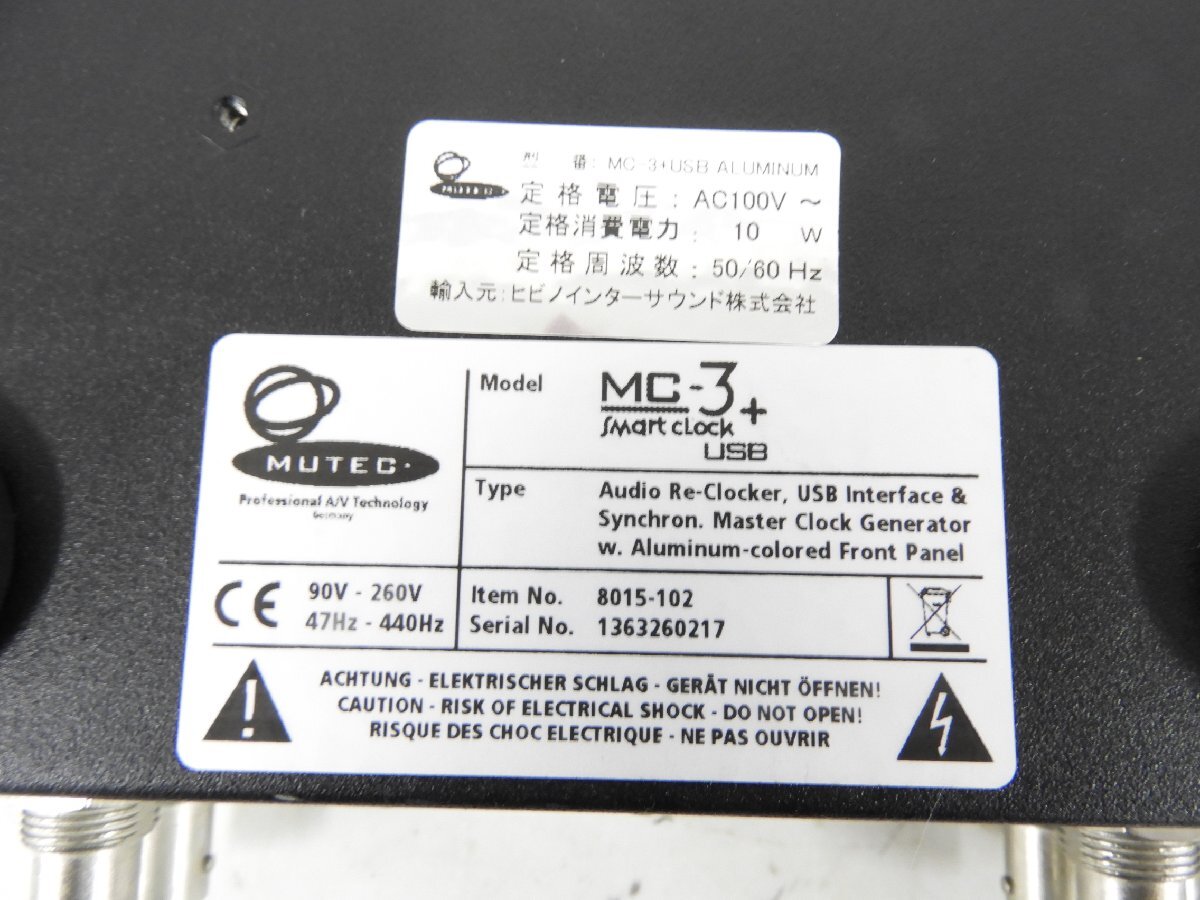 型 番: MC-3+USB ALUMINUM
定格電圧: AC100V ～
定格消費電力: 10 W
定格周波数: 50/60 Hz
輸入元:ヒビノインターサウンド株式会社
MUTEC
Professional A/V Technology
Germany
Model
MC-3+
smart clock
USB
Type
Audio Re-Clocker, USB Interface &
Synchron. Master Clock Generator
w. Aluminum-colored Front Panel
CE
90V - 260V
47Hz - 440Hz
Item No. 8015-102
Serial No. 1363260217
ACHTUNG - ELEKTRISCHER SCHLAG - GERÄT NICHT ÖFFNEN!
CAUTION - RISK OF ELECTRICAL SHOCK - DO NOT OPEN!
RISQUE DES CHOC ELECTRIQUE - NE PAS OUVRIR